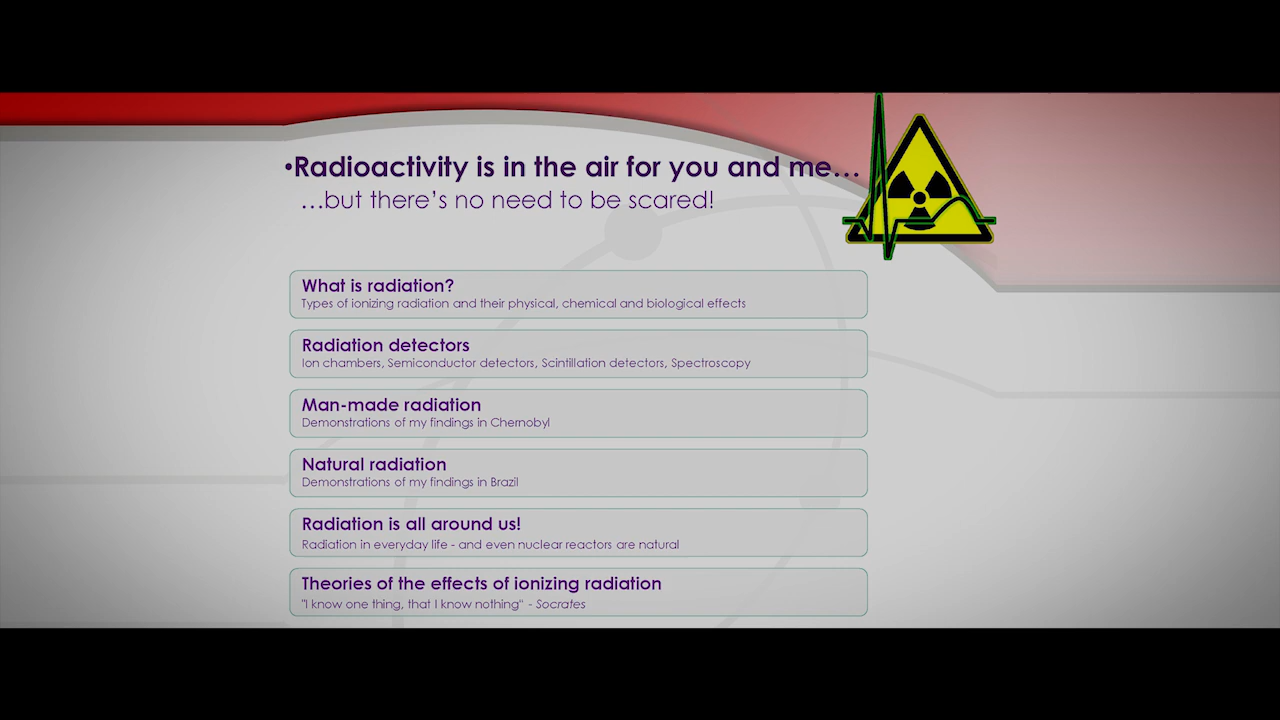 •Radioactivity is in the air for you and me...
...but there's no need to be scared!
What is radiation?
Types of ionizing radiation and their physical, chemical and biological effects
Radiation detectors
Ion chambers, Semiconductor detectors, Scintillation detectors, Spectroscopy
Man-made radiation
Demonstrations of my findings in Chernobyl
Natural radiation
Demonstrations of my findings in Brazil
Radiation is all around us!
Radiation in everyday life - and even nuclear reactors are natural
Theories of the effects of ionizing radiation
"I know one thing, that I know nothing" - Socrates